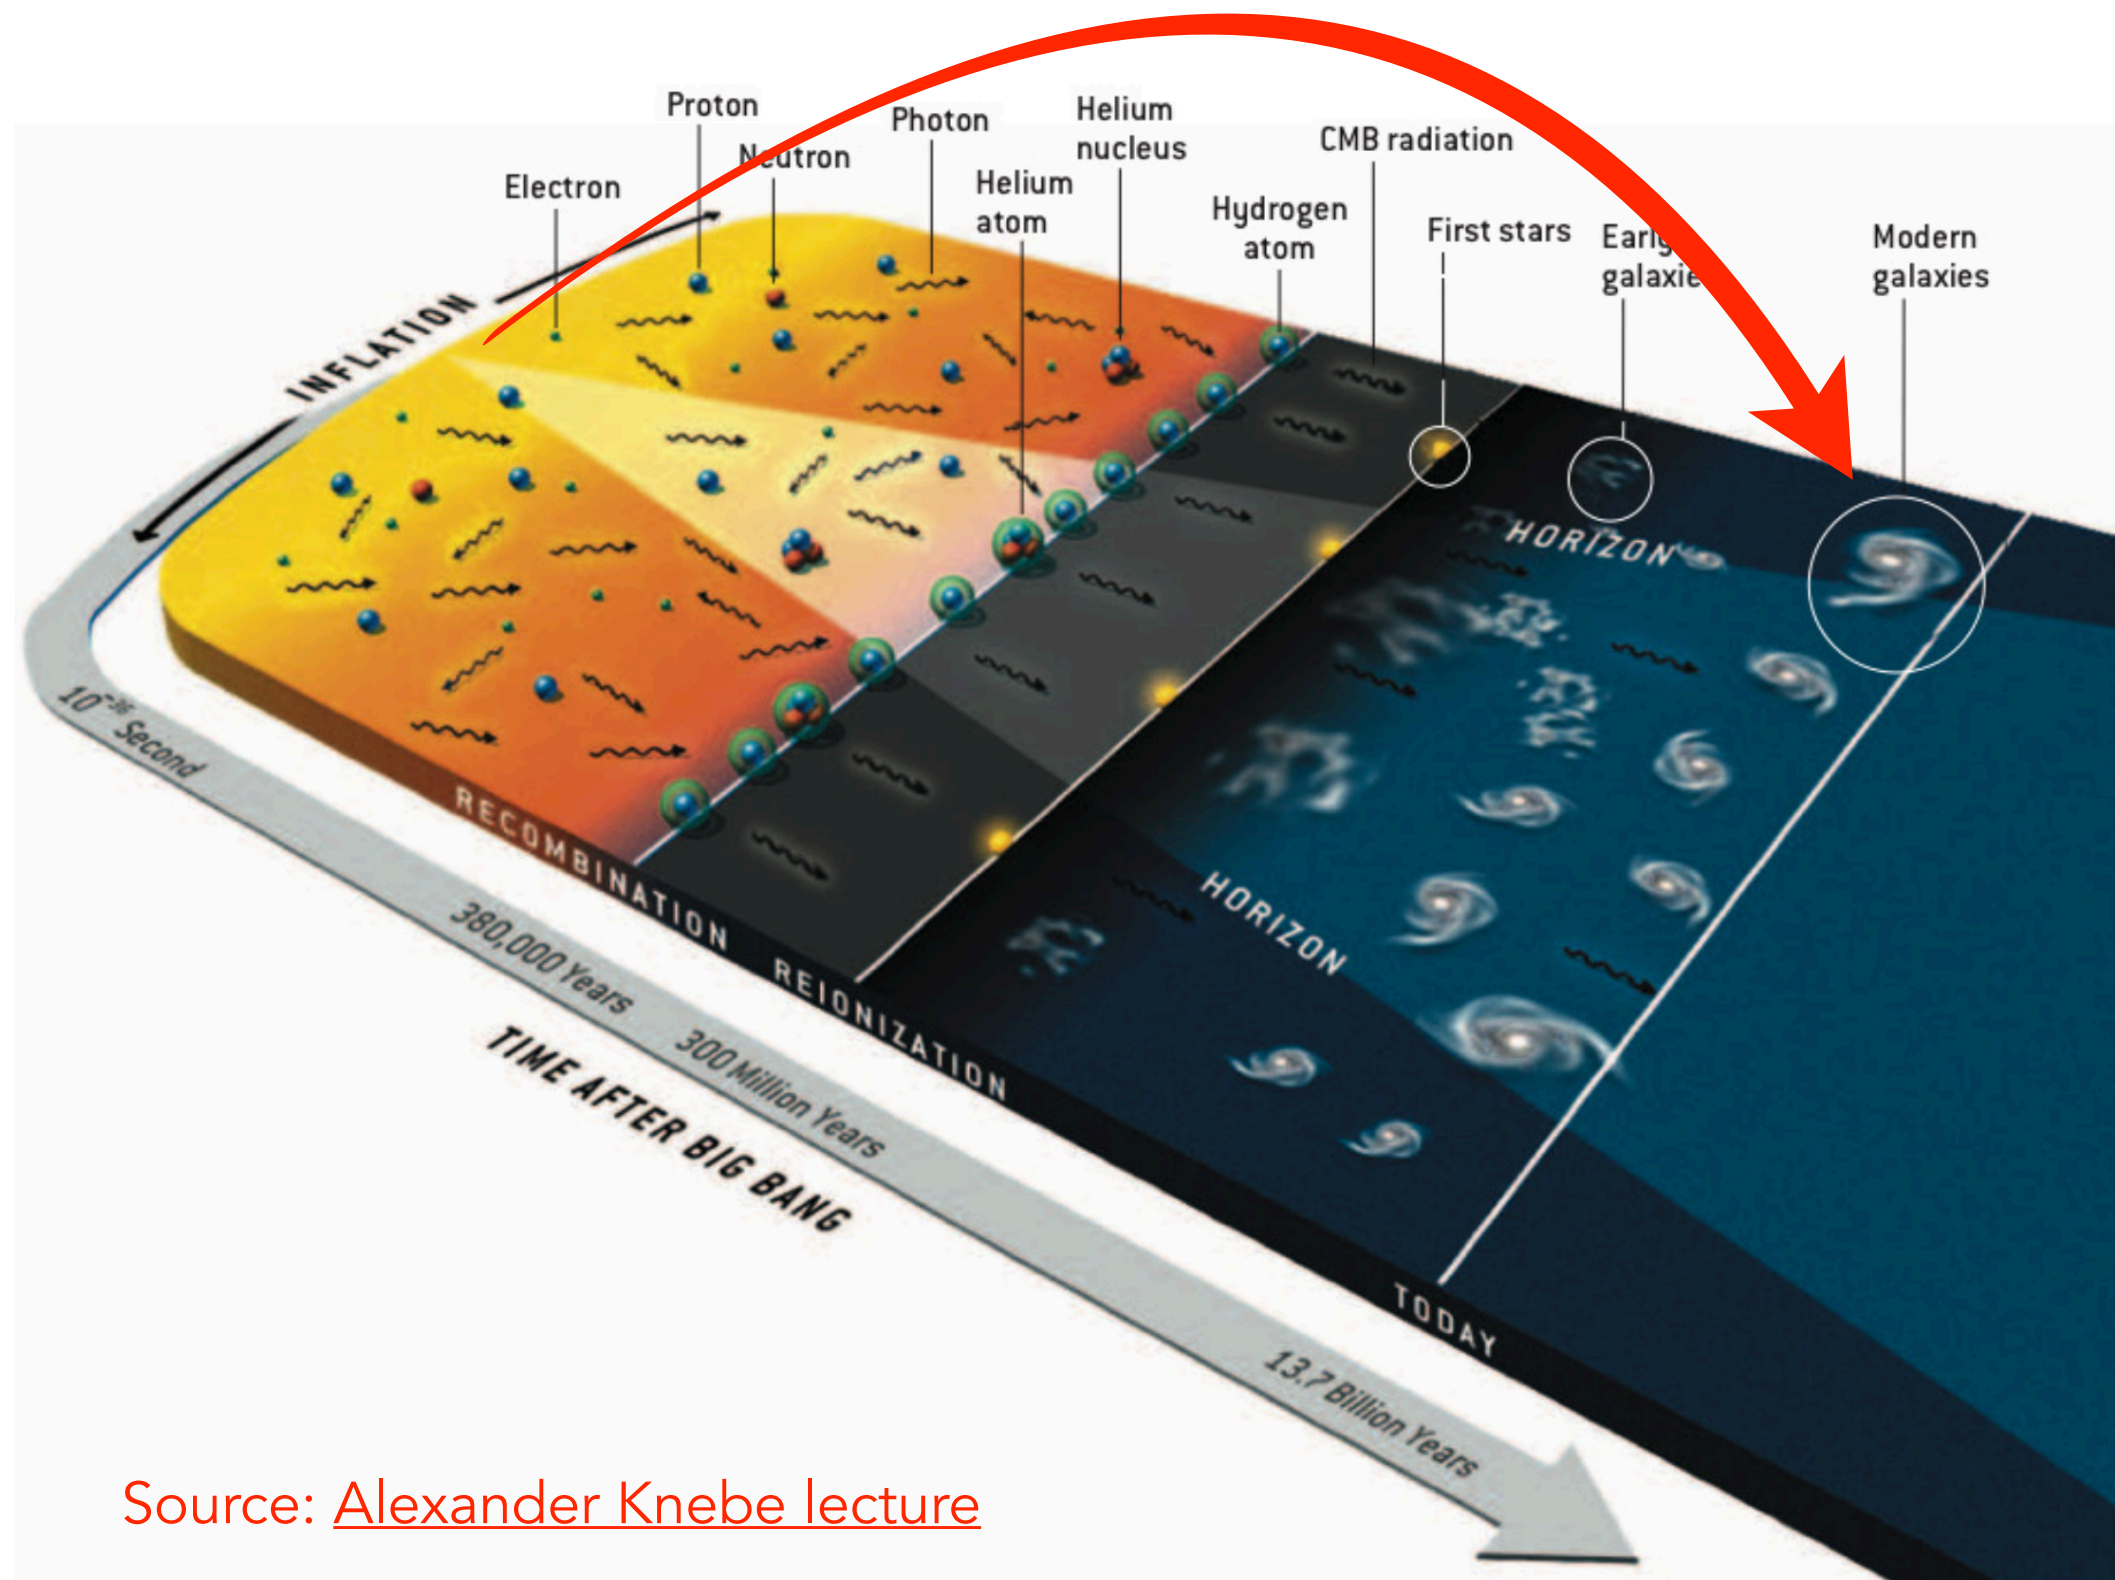 Proton
Neutron
Electron
Photon
Helium
atom
Helium
nucleus
Hydrogen
atom
CMB radiation
First stars
Early
galaxie
Modern
galaxies
INFLATION
HORIZON
HORIZON
10⁻³⁶ Second
RECOMBINATION
380,000 Years
REIONIZATION
300 Million Years
TIME AFTER BIG BANG
TODAY
13.7 Billion Years
Source: Alexander Knebe lecture